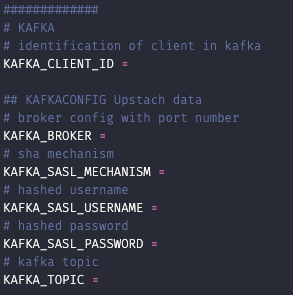 #############
# KAFKA
# identification of client in kafka
KAFKA_CLIENT_ID =
## KAFKACONFIG Upstach data
# broker config with port number
KAFKA_BROKER =
# sha mechanism
KAFKA_SASL_MECHANISM =
# hashed username
KAFKA_SASL_USERNAME =
# hashed password
KAFKA_SASL_PASSWORD =
# kafka topic
KAFKA_TOPIC =